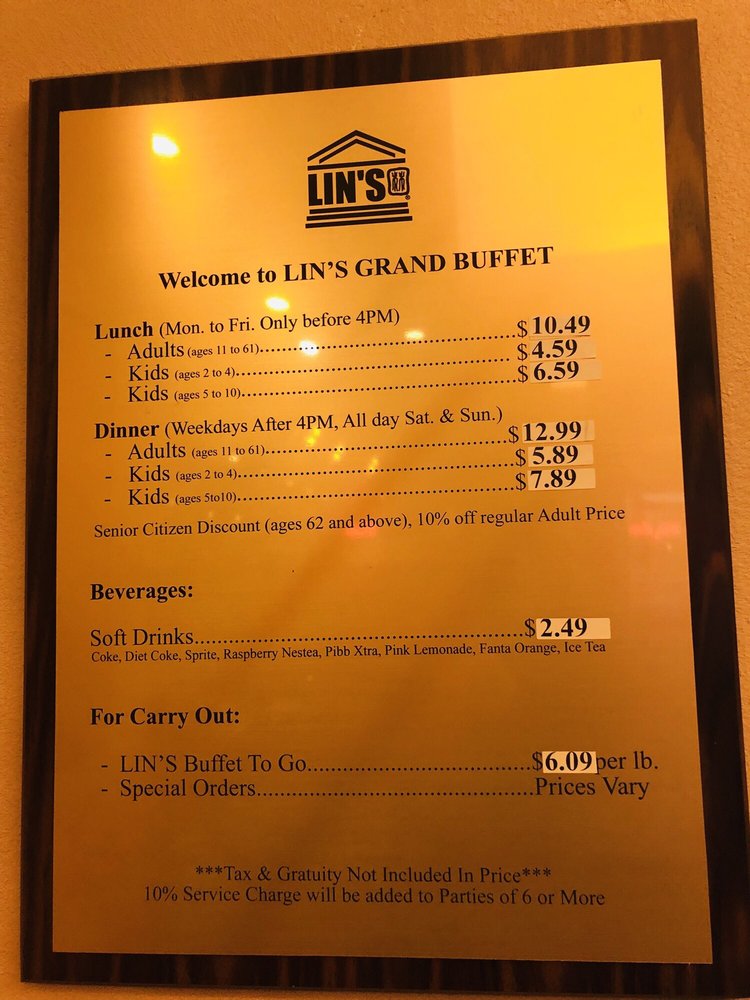 LIN'S
Welcome to LIN'S GRAND BUFFET
Lunch (Mon. to Fri. Only before 4PM)
- Adults (ages 11 to 61)................................................$ 10.49
- Kids (ages 2 to 4)................................................$ 4.59
- Kids (ages 5 to 10)................................................$ 6.59
Dinner (Weekdays After 4PM, All day Sat. & Sun.)
- Adults (ages 11 to 61)................................................$ 12.99
- Kids (ages 2 to 4)................................................$ 5.89
- Kids (ages 5to10)................................................$ 7.89
Senior Citizen Discount (ages 62 and above), 10% off regular Adult Price
Beverages:
Soft Drinks................................................$ 2.49
Coke, Diet Coke, Sprite, Raspberry Nestea, Pibb Xtra, Pink Lemonade, Fanta Orange, Ice Tea
For Carry Out:
- LIN'S Buffet To Go................................$6.09 per lb.
- Special Orders........................................Prices Vary
***Tax & Gratuity Not Included In Price***
10% Service Charge will be added to Parties of 6 or More